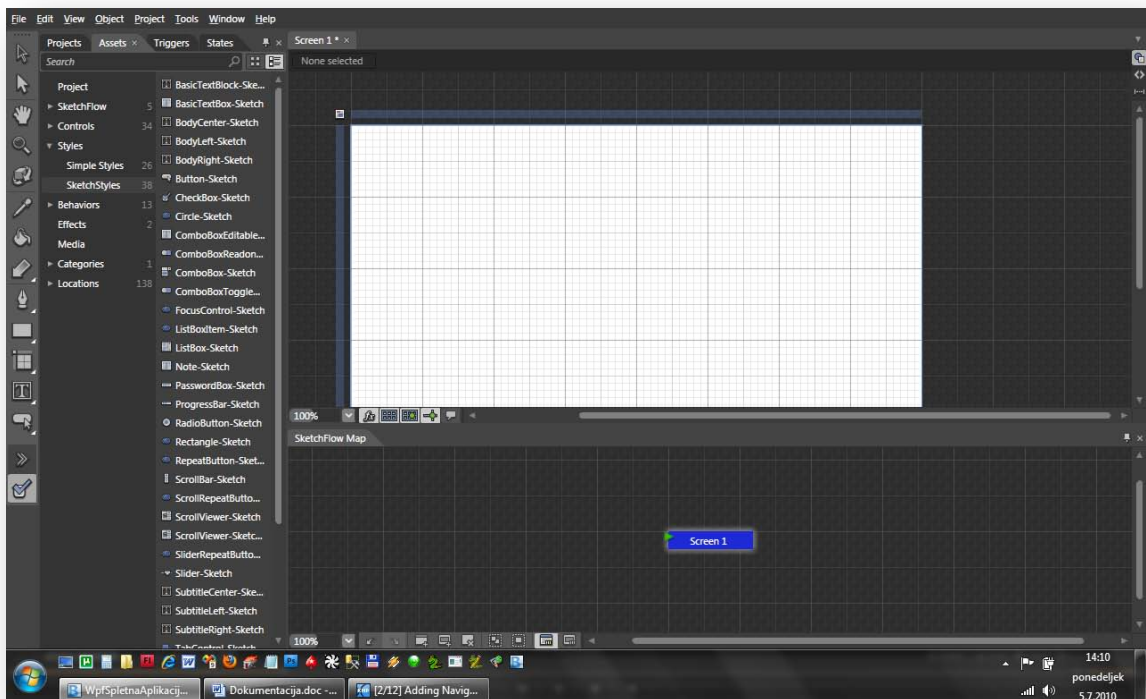 File Edit View Object Project Tools Window Help
Projects Assets × Triggers States
Screen 1* ×
Search
None selected
Project
SketchFlow 5
Controls 34
Styles
Simple Styles 26
SketchStyles 38
Behaviors 13
Effects 2
Media
Categories 1
Locations 138
BasicTextBlock-Ske...
BasicTextBox-Sketch
BodyCenter-Sketch
BodyLeft-Sketch
BodyRight-Sketch
Button-Sketch
CheckBox-Sketch
Circle-Sketch
ComboBoxEditable...
ComboBoxReadon...
ComboBox-Sketch
ComboBoxToggle...
FocusControl-Sketch
ListBoxItem-Sketch
ListBox-Sketch
Note-Sketch
PasswordBox-Sketch
ProgressBar-Sketch
RadioButton-Sketch
Rectangle-Sketch
RepeatButton-Sket...
ScrollBar-Sketch
ScrollRepeatButto...
ScrollViewer-Sketch
ScrollViewer-Sketc...
SliderRepeatButto...
Slider-Sketch
SubtitleCenter-Ske...
SubtitleLeft-Sketch
SubtitleRight-Sketch
TabControl-Sketch
100%
SketchFlow Map
Screen 1
100%
WpfSpletnaAplikacij...
Dokumentacija.doc -...
[2/12] Adding Navig...
14:10
ponedeljek
5.7.2010